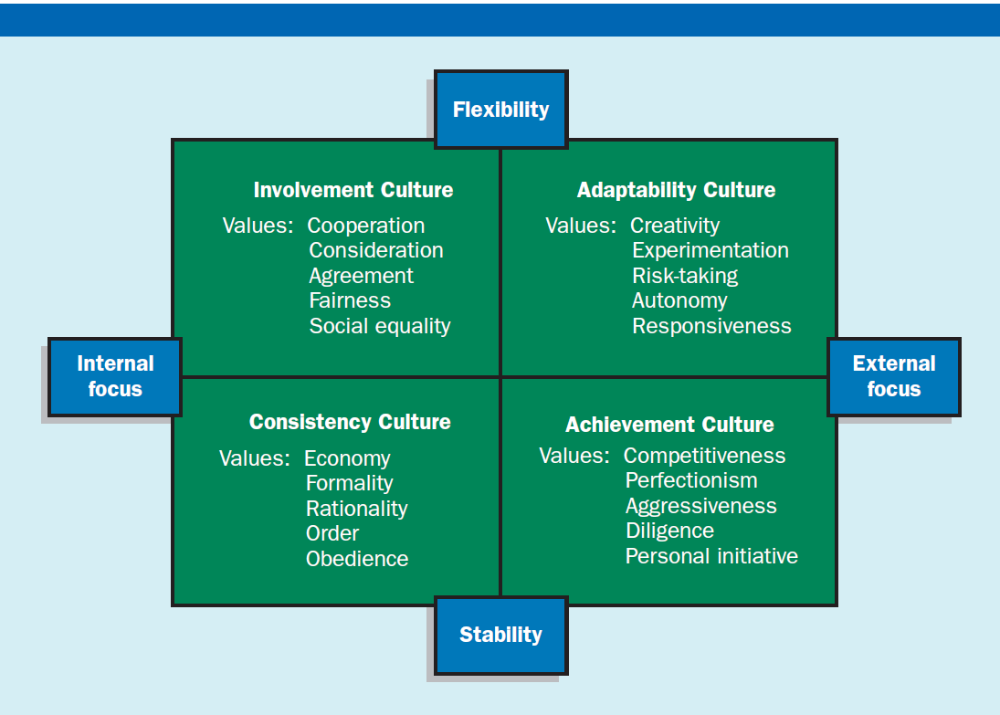 Flexibility
Involvement Culture
Values: Cooperation
Consideration
Agreement
Fairness
Social equality
Adaptability Culture
Values: Creativity
Experimentation
Risk-taking
Autonomy
Responsiveness
Internal
focus
External
focus
Consistency Culture
Values: Economy
Formality
Rationality
Order
Obedience
Achievement Culture
Values: Competitiveness
Perfectionism
Aggressiveness
Diligence
Personal initiative
Stability